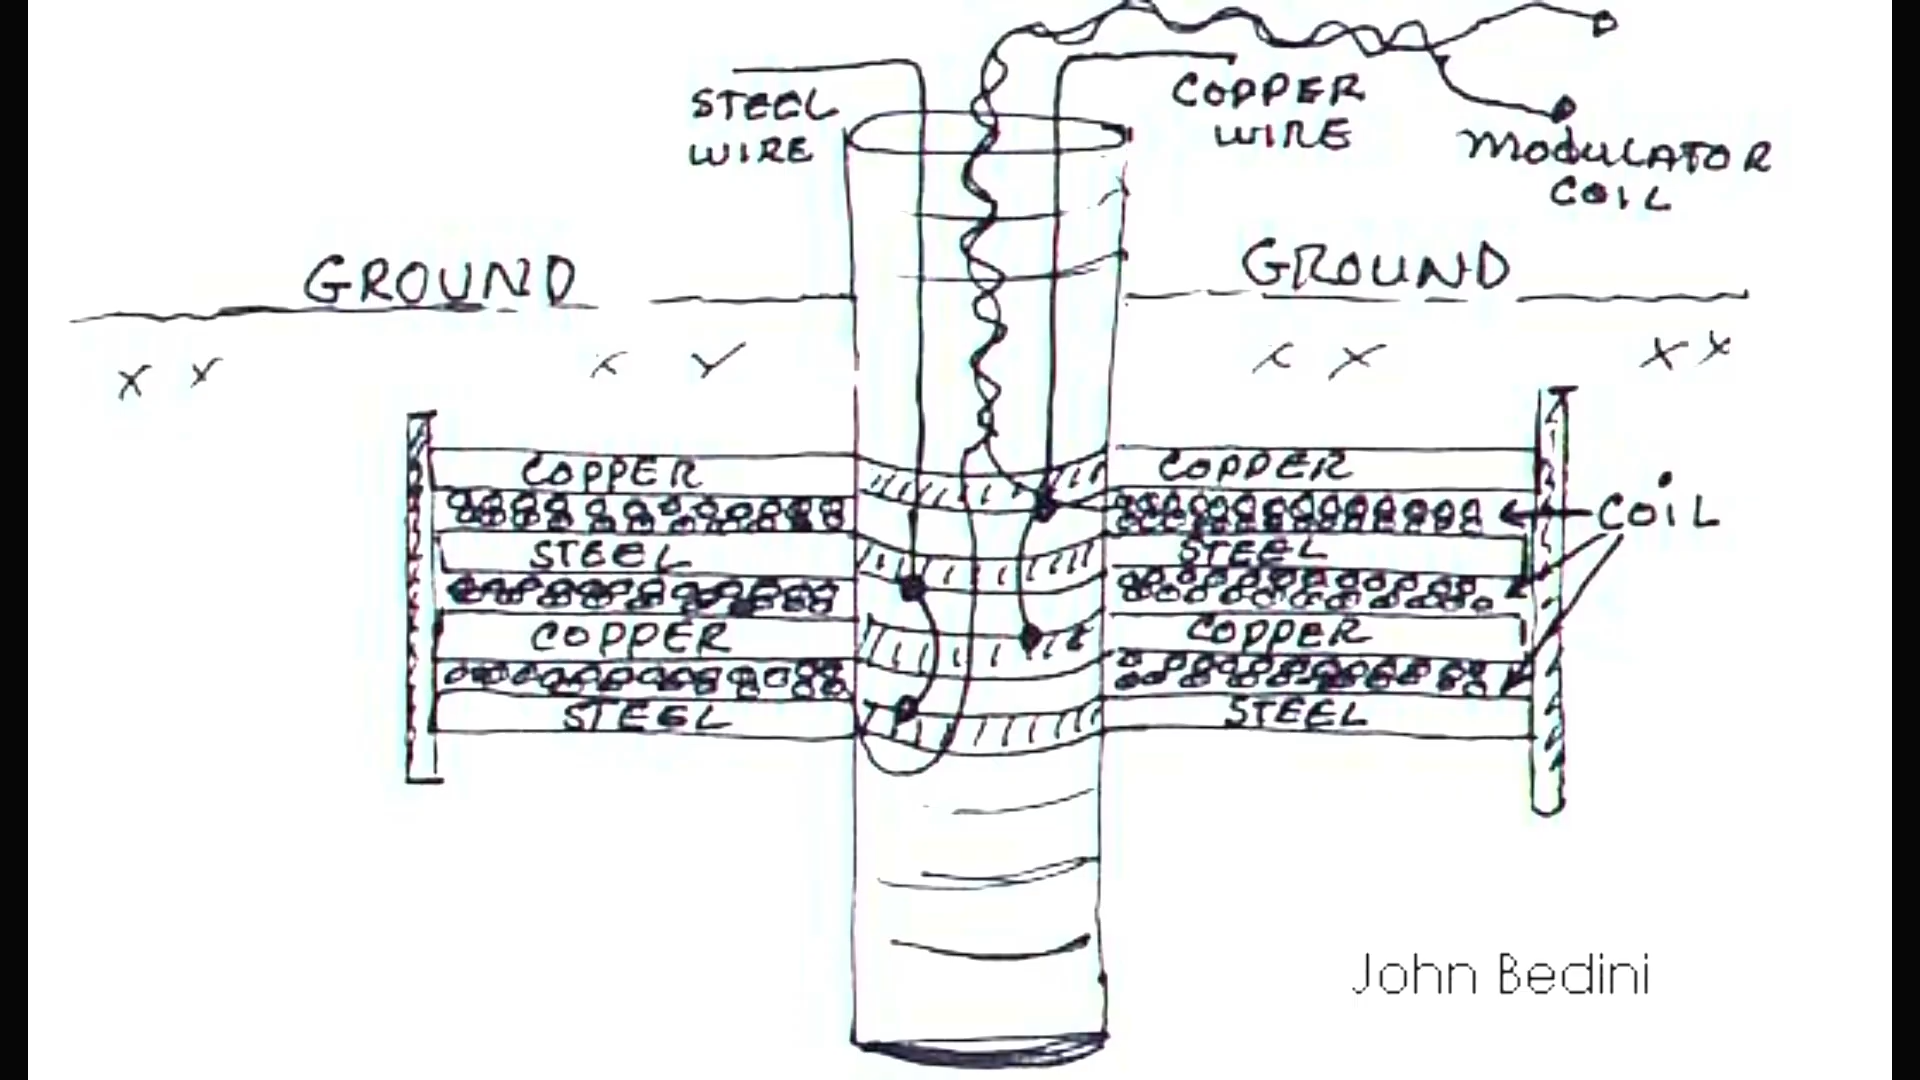 STEEL
WIRE
COPPER
WIRE
MODULATOR
COIL
GROUND
GROUND
COPPER
COPPER
COIL
STEEL
STEEL
COPPER
COPPER
STEEL
STEEL
John Bedini